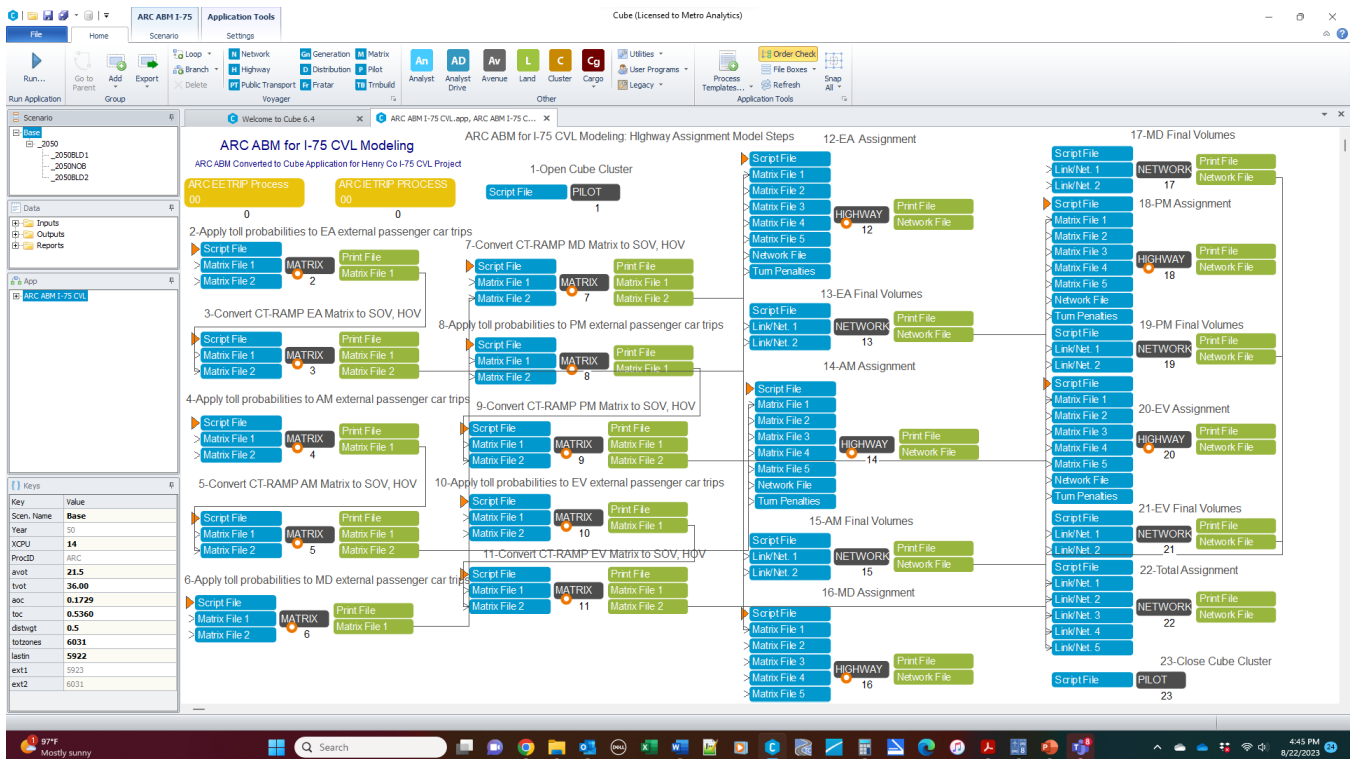 ARC ABM I-75
Application Tools
Cube (Licensed to Metro Analytics)
File
Home
Scenario
Settings
Run...
Run Application
Go to Parent
Add
Export
Group
Loop
Branch
Delete
N Network
Gn Generation
M Matrix
H Highway
D Distribution
P Pilot
PT Public Transport
Fr Fratar
TB Trnbuild
Voyager
An
AD
Av
L
C
Cg
Analyst
Analyst Drive
Avenue
Land
Cluster
Cargo
Utilities
User Programs
Legacy
Other
Process Templates...
Order Check
File Boxes
Refresh
Snap All
Application Tools
Scenario
Base
_2050
_2050BLD1
_2050NOB
_2050BLD2
Data
Inputs
Outputs
Reports
App
ARC ABM I-75 CVL
Keys
Key Value
Scen. Name Base
Year 50
XCPU 14
ProcID ARC
avot 21.5
tvot 36.00
aoc 0.1729
toc 0.5360
distwgt 0.5
totzones 6031
lastin 5922
ext1 5923
ext2 6031
Welcome to Cube 6.4
ARC ABM I-75 CVL.app, ARC ABM I-75 C...
ARC ABM for I-75 CVL Modeling
ARC ABM Converted to Cube Application for Henry Co I-75 CVL Project
ARC ABM for I-75 CVL Modeling: HIghway Assignment Model Steps
ARC EETRIP Process
00
0
ARC IETRIP PROCESS
00
0
1-Open Cube Cluster
Script File
PILOT
1
2-Apply toll probabilities to EA external passenger car trips
Script File
Matrix File 1
Matrix File 2
MATRIX
2
Print File
Matrix File 1
3-Convert CT-RAMP EA Matrix to SOV, HOV
Script File
Matrix File 1
Matrix File 2
MATRIX
3
Print File
Matrix File 1
Matrix File 2
4-Apply toll probabilities to AM external passenger car trips
Script File
Matrix File 1
Matrix File 2
MATRIX
4
Print File
Matrix File 1
5-Convert CT-RAMP AM Matrix to SOV, HOV
Script File
Matrix File 1
Matrix File 2
MATRIX
5
Print File
Matrix File 1
Matrix File 2
6-Apply toll probabilities to MD external passenger car trips
Script File
Matrix File 1
Matrix File 2
MATRIX
6
Print File
Matrix File 1
7-Convert CT-RAMP MD Matrix to SOV, HOV
Script File
Matrix File 1
Matrix File 2
MATRIX
7
Print File
Matrix File 1
Matrix File 2
8-Apply toll probabilities to PM external passenger car trips
Script File
Matrix File 1
Matrix File 2
MATRIX
8
Print File
Matrix File 1
9-Convert CT-RAMP PM Matrix to SOV, HOV
Script File
Matrix File 1
Matrix File 2
MATRIX
9
Print File
Matrix File 1
Matrix File 2
10-Apply toll probabilities to EV external passenger car trips
Script File
Matrix File 1
Matrix File 2
MATRIX
10
Print File
Matrix File 1
11-Convert CT-RAMP EV Matrix to SOV, HOV
Script File
Matrix File 1
Matrix File 2
MATRIX
11
Print File
Matrix File 1
Matrix File 2
12-EA Assignment
Script File
Matrix File 1
Matrix File 2
Matrix File 3
Matrix File 4
Matrix File 5
Network File
Turn Penalties
HIGHWAY
12
Print File
Network File
13-EA Final Volumes
Script File
Link/Net. 1
Link/Net. 2
NETWORK
13
Print File
Network File
14-AM Assignment
Script File
Matrix File 1
Matrix File 2
Matrix File 3
Matrix File 4
Matrix File 5
Network File
Turn Penalties
HIGHWAY
14
Print File
Network File
15-AM Final Volumes
Script File
Link/Net. 1
Link/Net. 2
NETWORK
15
Print File
Network File
16-MD Assignment
Script File
Matrix File 1
Matrix File 2
Matrix File 3
Matrix File 4
Matrix File 5
HIGHWAY
16
Print File
Network File
17-MD Final Volumes
Script File
Link/Net. 1
Link/Net. 2
NETWORK
17
Print File
Network File
18-PM Assignment
Script File
Matrix File 1
Matrix File 2
Matrix File 3
Matrix File 4
Matrix File 5
Network File
Turn Penalties
HIGHWAY
18
Print File
Network File
19-PM Final Volumes
Script File
Link/Net. 1
Link/Net. 2
NETWORK
19
Print File
Network File
20-EV Assignment
Script File
Matrix File 1
Matrix File 2
Matrix File 3
Matrix File 4
Matrix File 5
Network File
Turn Penalties
HIGHWAY
20
Print File
Network File
21-EV Final Volumes
Script File
Link/Net. 1
Link/Net. 2
NETWORK
21
Print File
Network File
22-Total Assignment
Script File
Link/Net. 1
Link/Net. 2
Link/Net. 3
Link/Net. 4
Link/Net. 5
NETWORK
22
Print File
Network File
23-Close Cube Cluster
Script File
PILOT
23
97°F
Mostly sunny
Search
4:45 PM
8/22/2023